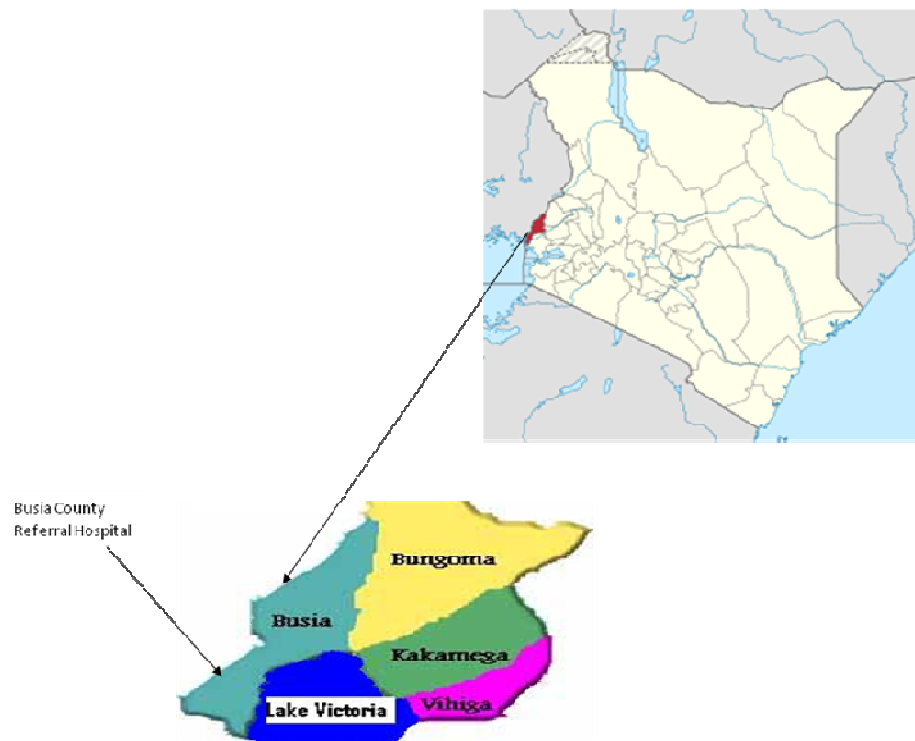 Busia County
Referral Hospital
Bungoma
Busia
Kakamega
Lake Victoria
Vihiga